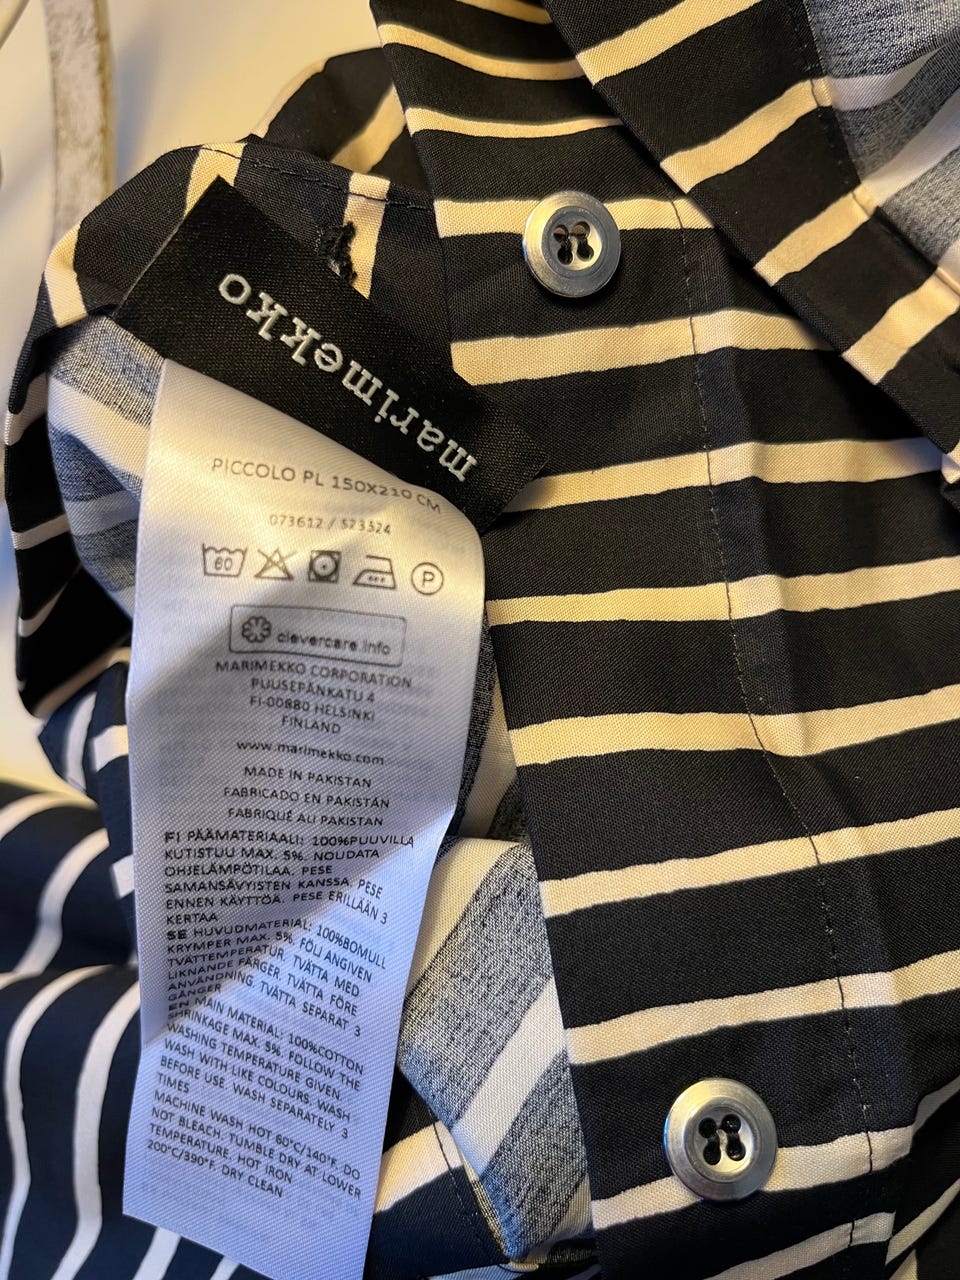 marimekko
PICCOLO PL 150X210 CM
073612 / 573324
60
P
clevercare.info
MARIMEKKO CORPORATION
PUUSEPÄNKATU 4
FI-00880 HELSINKI
FINLAND
www.marimekko.com
MADE IN PAKISTAN
FABRICADO EN PAKISTÁN
FABRIQUÉ AU PAKISTAN
FI PÄÄMATERIAALI: 100%PUUVILLA
KUTISTUU MAX. 5%. NOUDATA
OHJELÄMPÖTILAA. PESE
SAMANSÄVYISTEN KANSSA. PESE
ENNEN KÄYTTÖÄ. PESE ERILLÄÄN 3
KERTAA
SE HUVUDMATERIAL: 100%BOMULL
KRYMPER MAX. 5%. FÖLJ ANGIVEN
TVÄTTEMPERATUR. TVÄTTA MED
LIKNANDE FÄRGER. TVÄTTA FÖRE
ANVÄNDNING. TVÄTTA SEPARAT 3
GÅNGER
EN MAIN MATERIAL: 100%COTTON
SHRINKAGE MAX. 5%. FOLLOW THE
WASHING TEMPERATURE GIVEN.
WASH WITH LIKE COLOURS. WASH
BEFORE USE. WASH SEPARATELY 3
TIMES
MACHINE WASH HOT 60°C/140°F. DO
NOT BLEACH. TUMBLE DRY AT LOWER
TEMPERATURE. HOT IRON
200°C/390°F. DRY CLEAN